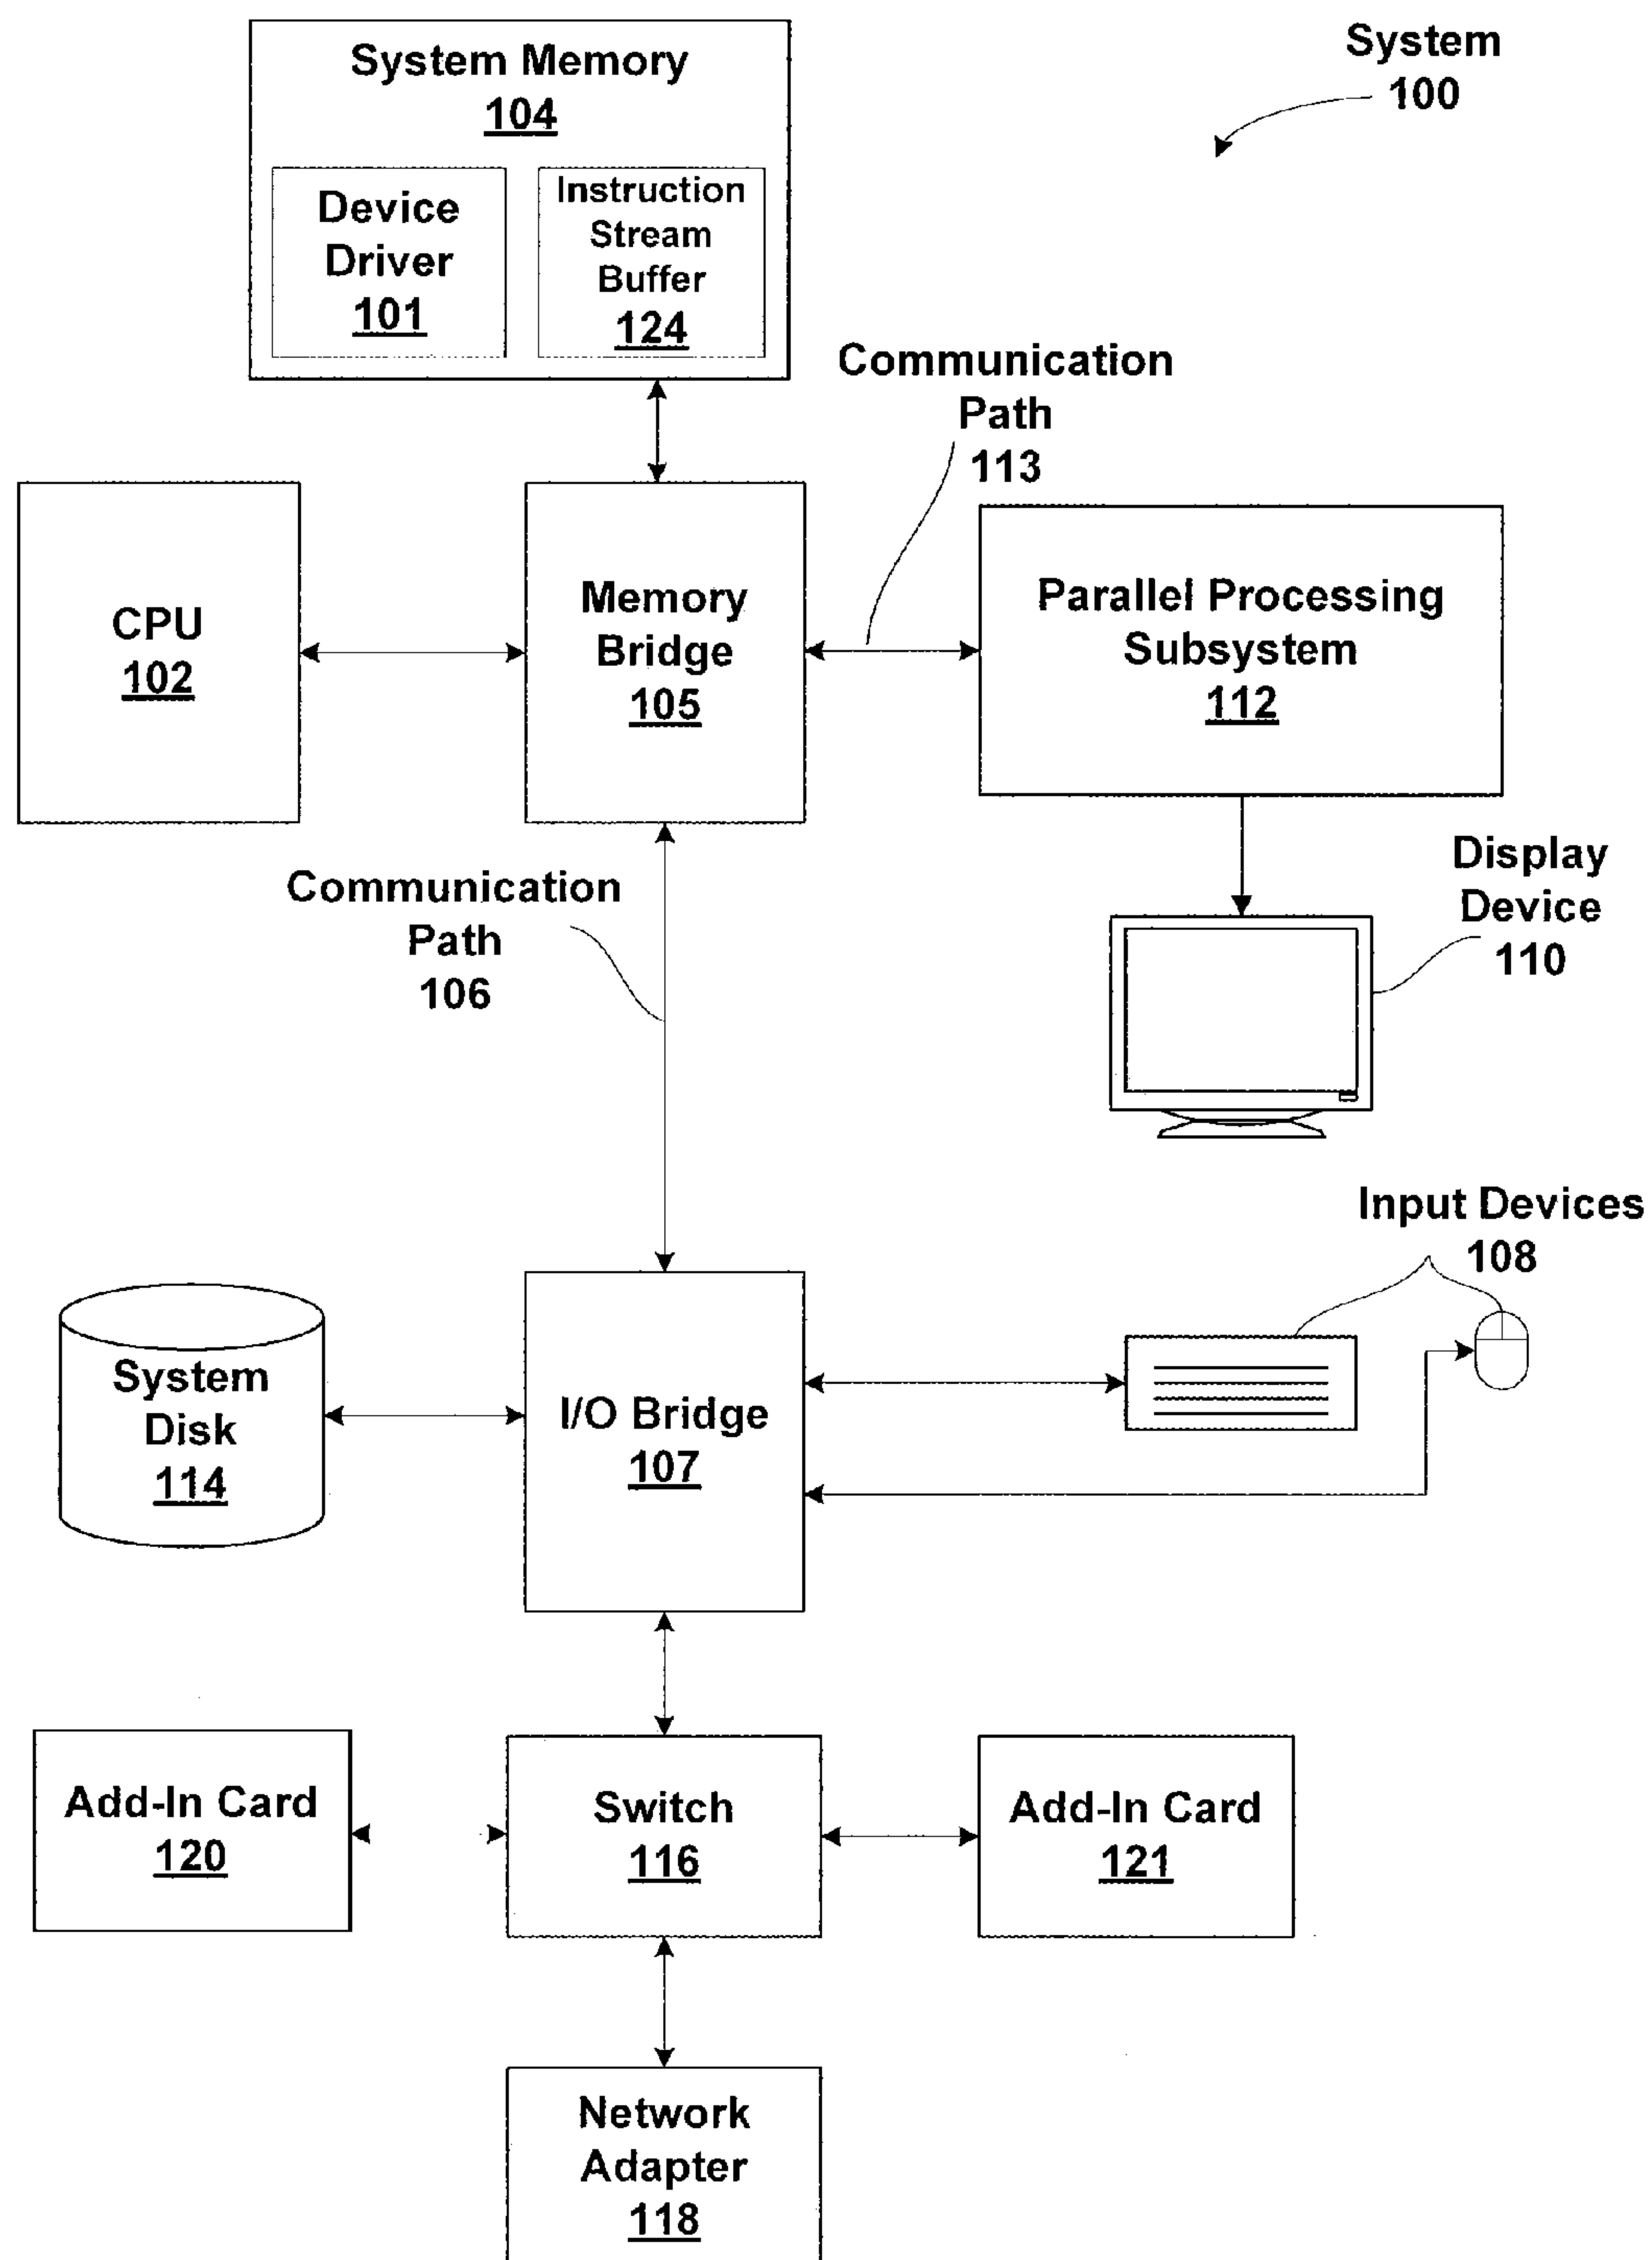 System
100
System Memory
104
Device
Driver
101
Instruction
Stream
Buffer
124
Communication
Path
113
CPU
102
Memory
Bridge
105
Parallel Processing
Subsystem
112
Communication
Path
106
Display
Device
110
Input Devices
108
System
Disk
114
I/O Bridge
107
Add-In Card
120
Switch
116
Add-In Card
121
Network
Adapter
118